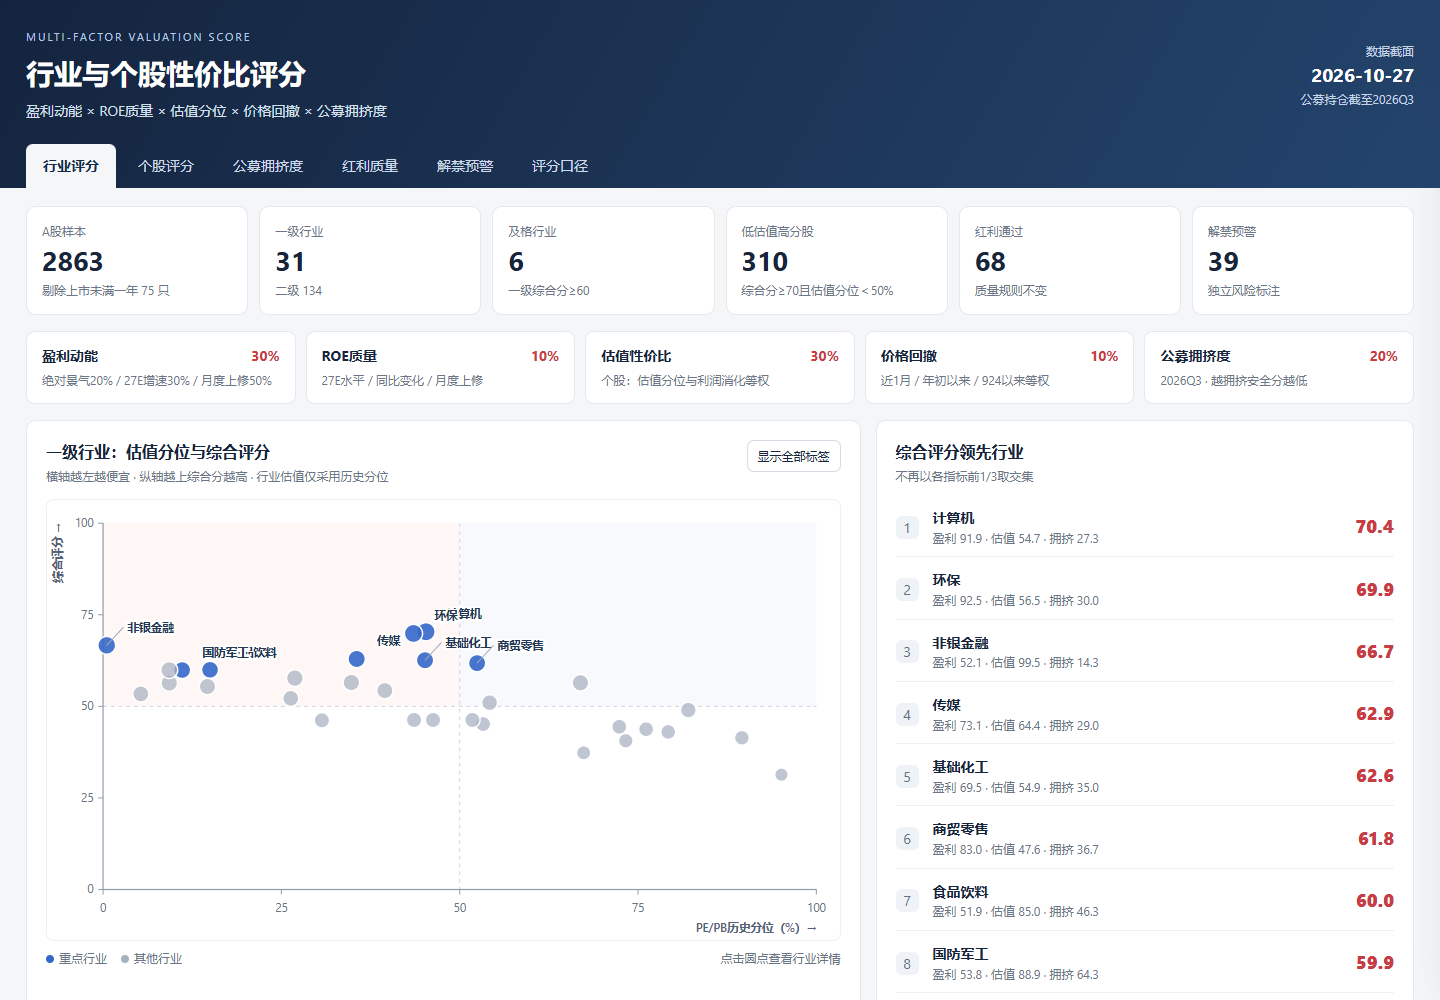 MULTI-FACTOR VALUATION SCORE
行业与个股性价比评分
盈利动能 × ROE质量 × 估值分位 × 价格回撤 × 公募拥挤度
数据截面
2026-10-27
公募持仓截至2026Q3
行业评分
个股评分
公募拥挤度
红利质量
解禁预警
评分口径
A股样本
2863
剔除上市未满一年 75 只
一级行业
31
二级 134
及格行业
6
一级综合分≥60
低估值高分股
310
综合分≥70且估值分位<50%
红利通过
68
质量规则不变
解禁预警
39
独立风险标注
盈利动能 30%
绝对景气20% / 27E增速30% / 月度上修50%
ROE质量 10%
27E水平 / 同比变化 / 月度上修
估值性价比 30%
个股：估值分位与利润消化等权
价格回撤 10%
近1月 / 年初以来 / 924以来等权
公募拥挤度 20%
2026Q3 · 越拥挤安全分越低
一级行业：估值分位与综合评分
横轴越左越便宜 · 纵轴越上综合分越高 · 行业估值仅采用历史分位
显示全部标签
综合评分 →
100
75
50
25
0
非银金融
国防军工
饮料
传媒
环保
算机
基础化工
商贸零售
0
25
50
75
100
PE/PB历史分位（%）→
重点行业
其他行业
点击圆点查看行业详情
综合评分领先行业
不再以各指标前1/3取交集
1 计算机 70.4
盈利 91.9 · 估值 54.7 · 拥挤 27.3
2 环保 69.9
盈利 92.5 · 估值 56.5 · 拥挤 30.0
3 非银金融 66.7
盈利 52.1 · 估值 99.5 · 拥挤 14.3
4 传媒 62.9
盈利 73.1 · 估值 64.4 · 拥挤 29.0
5 基础化工 62.6
盈利 69.5 · 估值 54.9 · 拥挤 35.0
6 商贸零售 61.8
盈利 83.0 · 估值 47.6 · 拥挤 36.7
7 食品饮料 60.0
盈利 51.9 · 估值 85.0 · 拥挤 46.3
8 国防军工 59.9
盈利 53.8 · 估值 88.9 · 拥挤 64.3